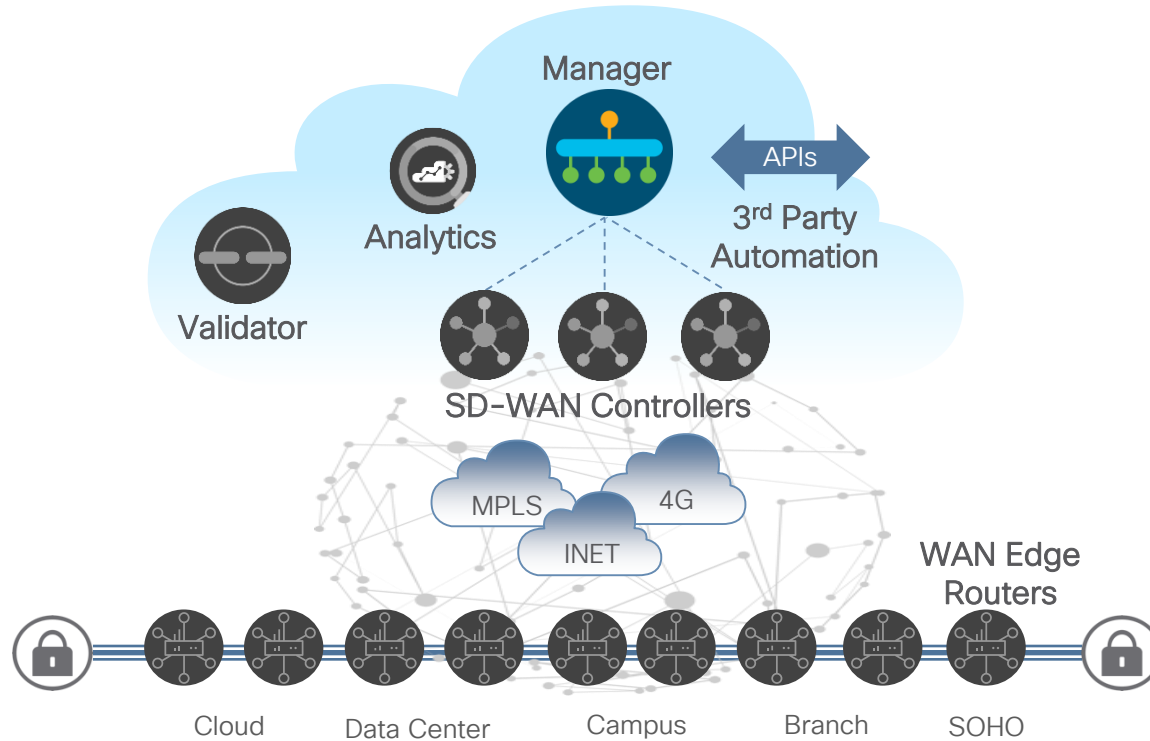 Manager
APIs
3rd Party
Automation
Analytics
Validator
SD-WAN Controllers
MPLS
4G
INET
WAN Edge
Routers
Cloud
Data Center
Campus
Branch
SOHO